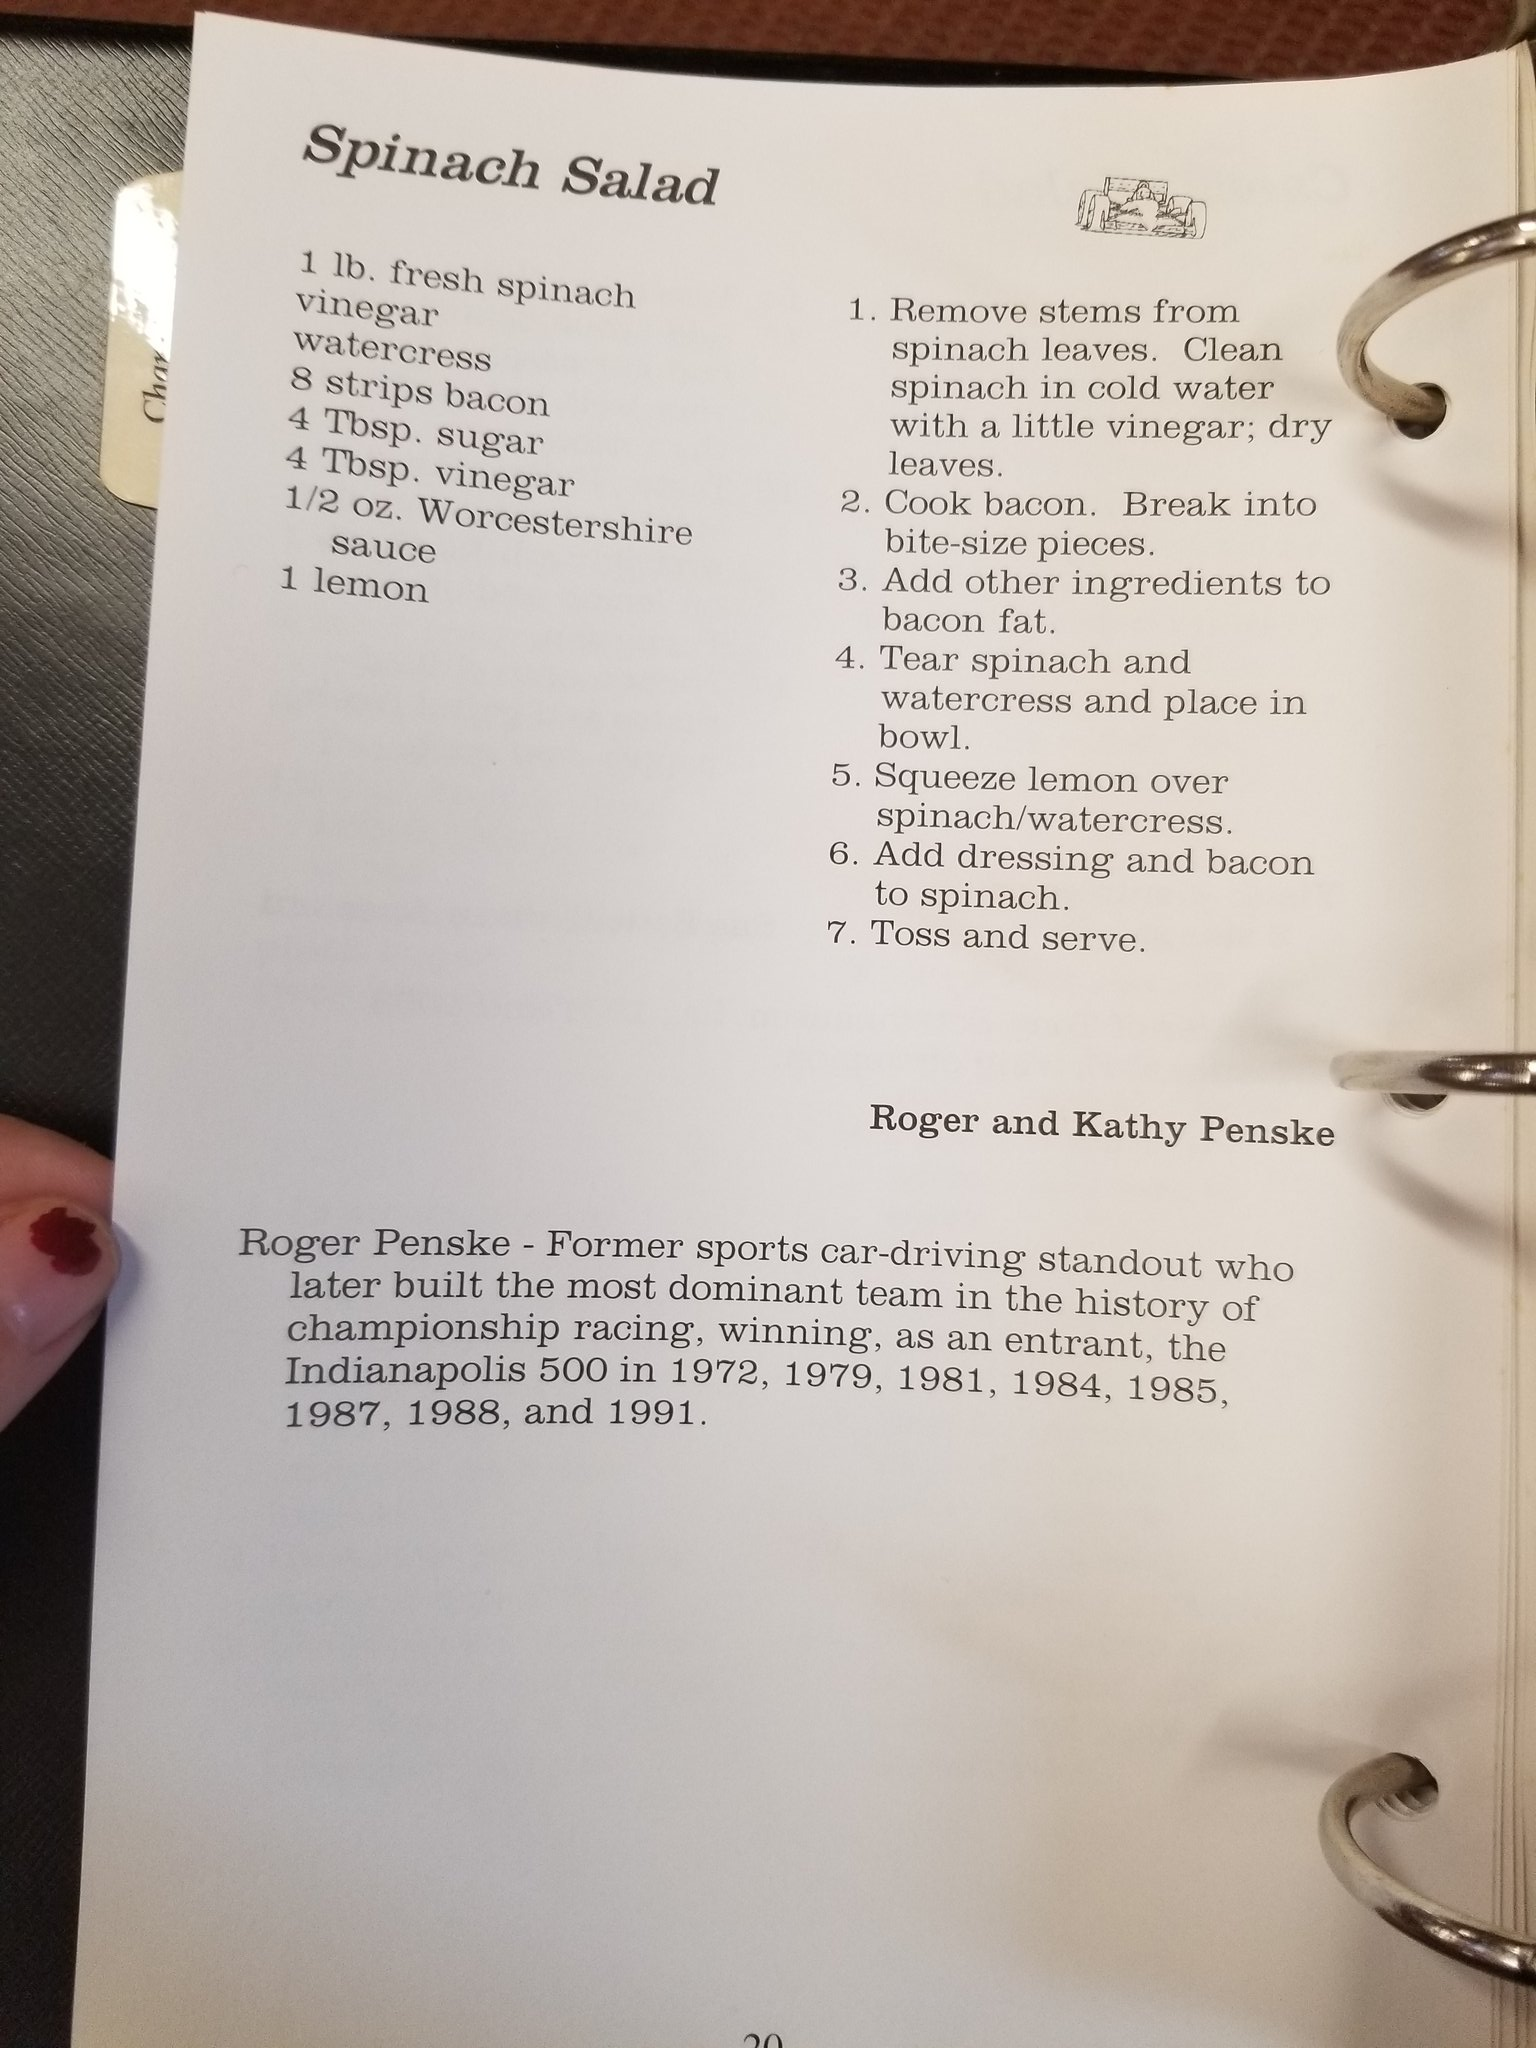 Spinach Salad
1 lb. fresh spinach
vinegar
watercress
8 strips bacon
4 Tbsp. sugar
4 Tbsp. vinegar
1/2 oz. Worcestershire
sauce
1 lemon
1. Remove stems from
spinach leaves. Clean
spinach in cold water
with a little vinegar; dry
leaves.
2. Cook bacon. Break into
bite-size pieces.
3. Add other ingredients to
bacon fat.
4. Tear spinach and
watercress and place in
bowl.
5. Squeeze lemon over
spinach/watercress.
6. Add dressing and bacon
to spinach.
7. Toss and serve.
Roger and Kathy Penske
Roger Penske - Former sports car-driving standout who
later built the most dominant team in the history of
championship racing, winning, as an entrant, the
Indianapolis 500 in 1972, 1979, 1981, 1984, 1985,
1987, 1988, and 1991.
20